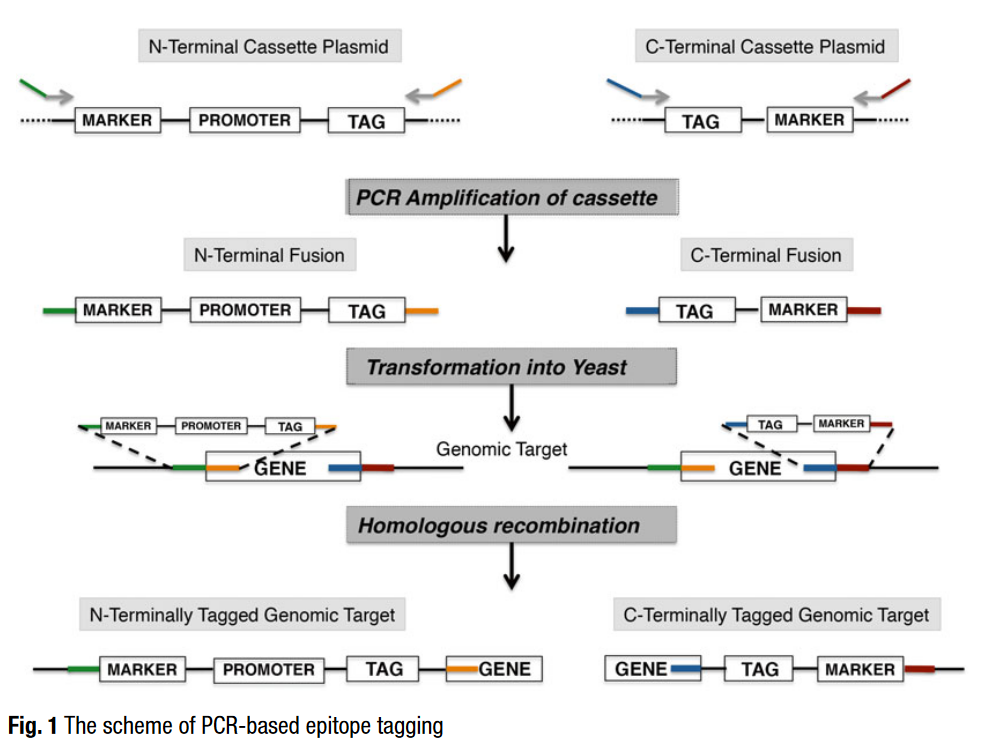 N-Terminal Cassette Plasmid
C-Terminal Cassette Plasmid
MARKER PROMOTER TAG
TAG MARKER
PCR Amplification of cassette
N-Terminal Fusion
C-Terminal Fusion
MARKER PROMOTER TAG
TAG MARKER
Transformation into Yeast
MARKER PROMOTER TAG
TAG MARKER
Genomic Target
GENE
GENE
Homologous recombination
N-Terminally Tagged Genomic Target
C-Terminally Tagged Genomic Target
MARKER PROMOTER TAG GENE
GENE TAG MARKER
Fig. 1 The scheme of PCR-based epitope tagging